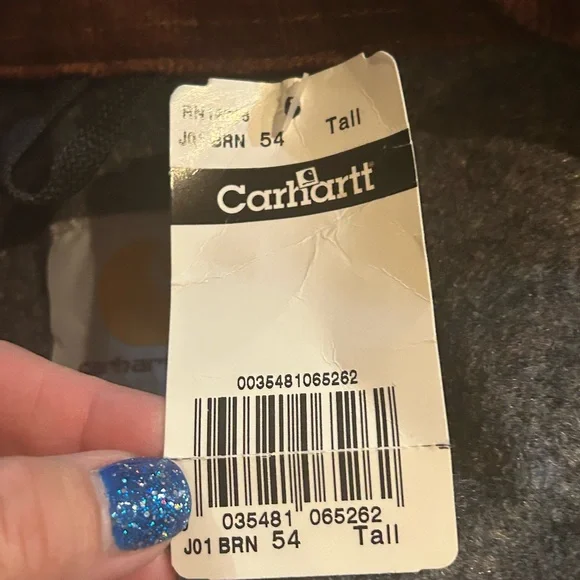 J01 BRN 54 Tall
Carhartt
0035481065262
035481 065262
J01 BRN 54 Tall